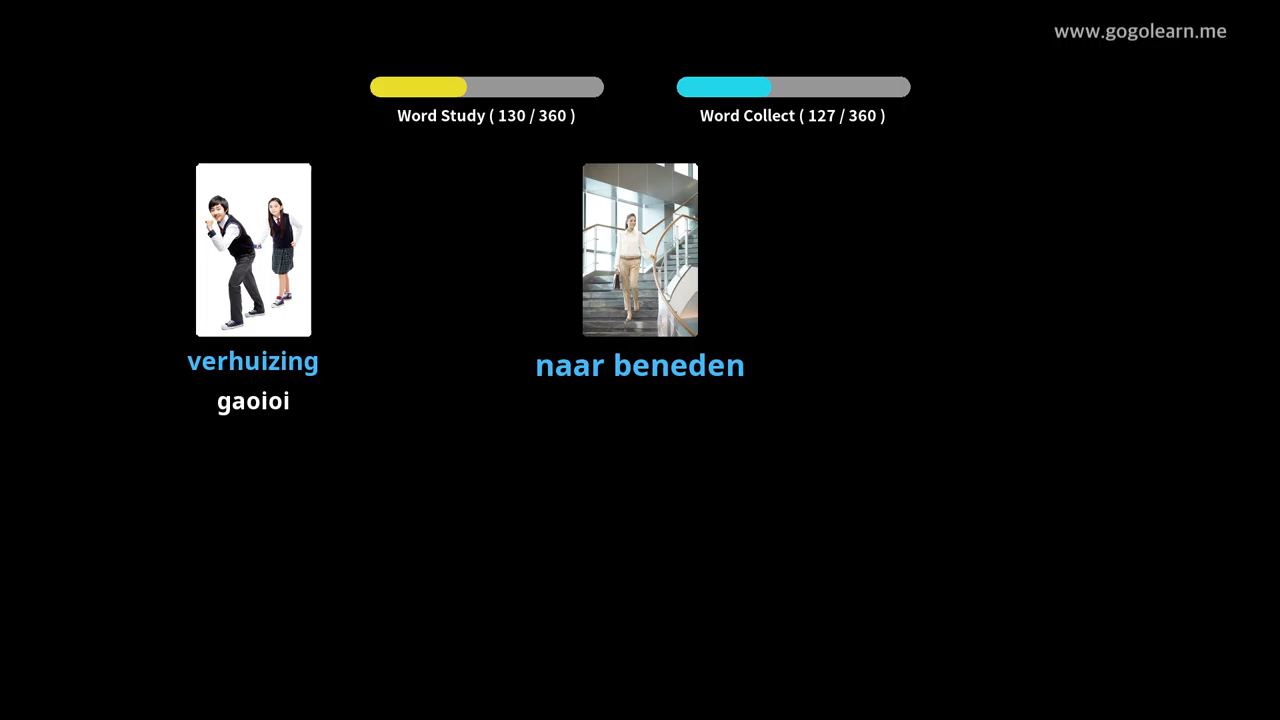 www.gogolearn.me
Word Study ( 130 / 360 )
Word Collect ( 127 / 360 )
verhuizing
gaoioi
naar beneden